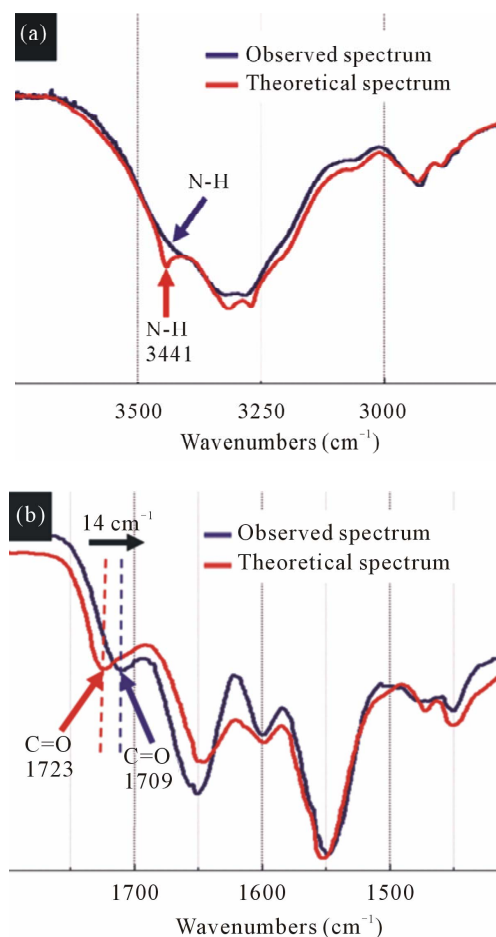 (a)
Observed spectrum
Theoretical spectrum
N-H
N-H
3441
3500 3250 3000
Wavenumbers (cm⁻¹)
(b)
14 cm⁻¹
Observed spectrum
Theoretical spectrum
C=O
1723
C=O
1709
1700 1600 1500
Wavenumbers (cm⁻¹)